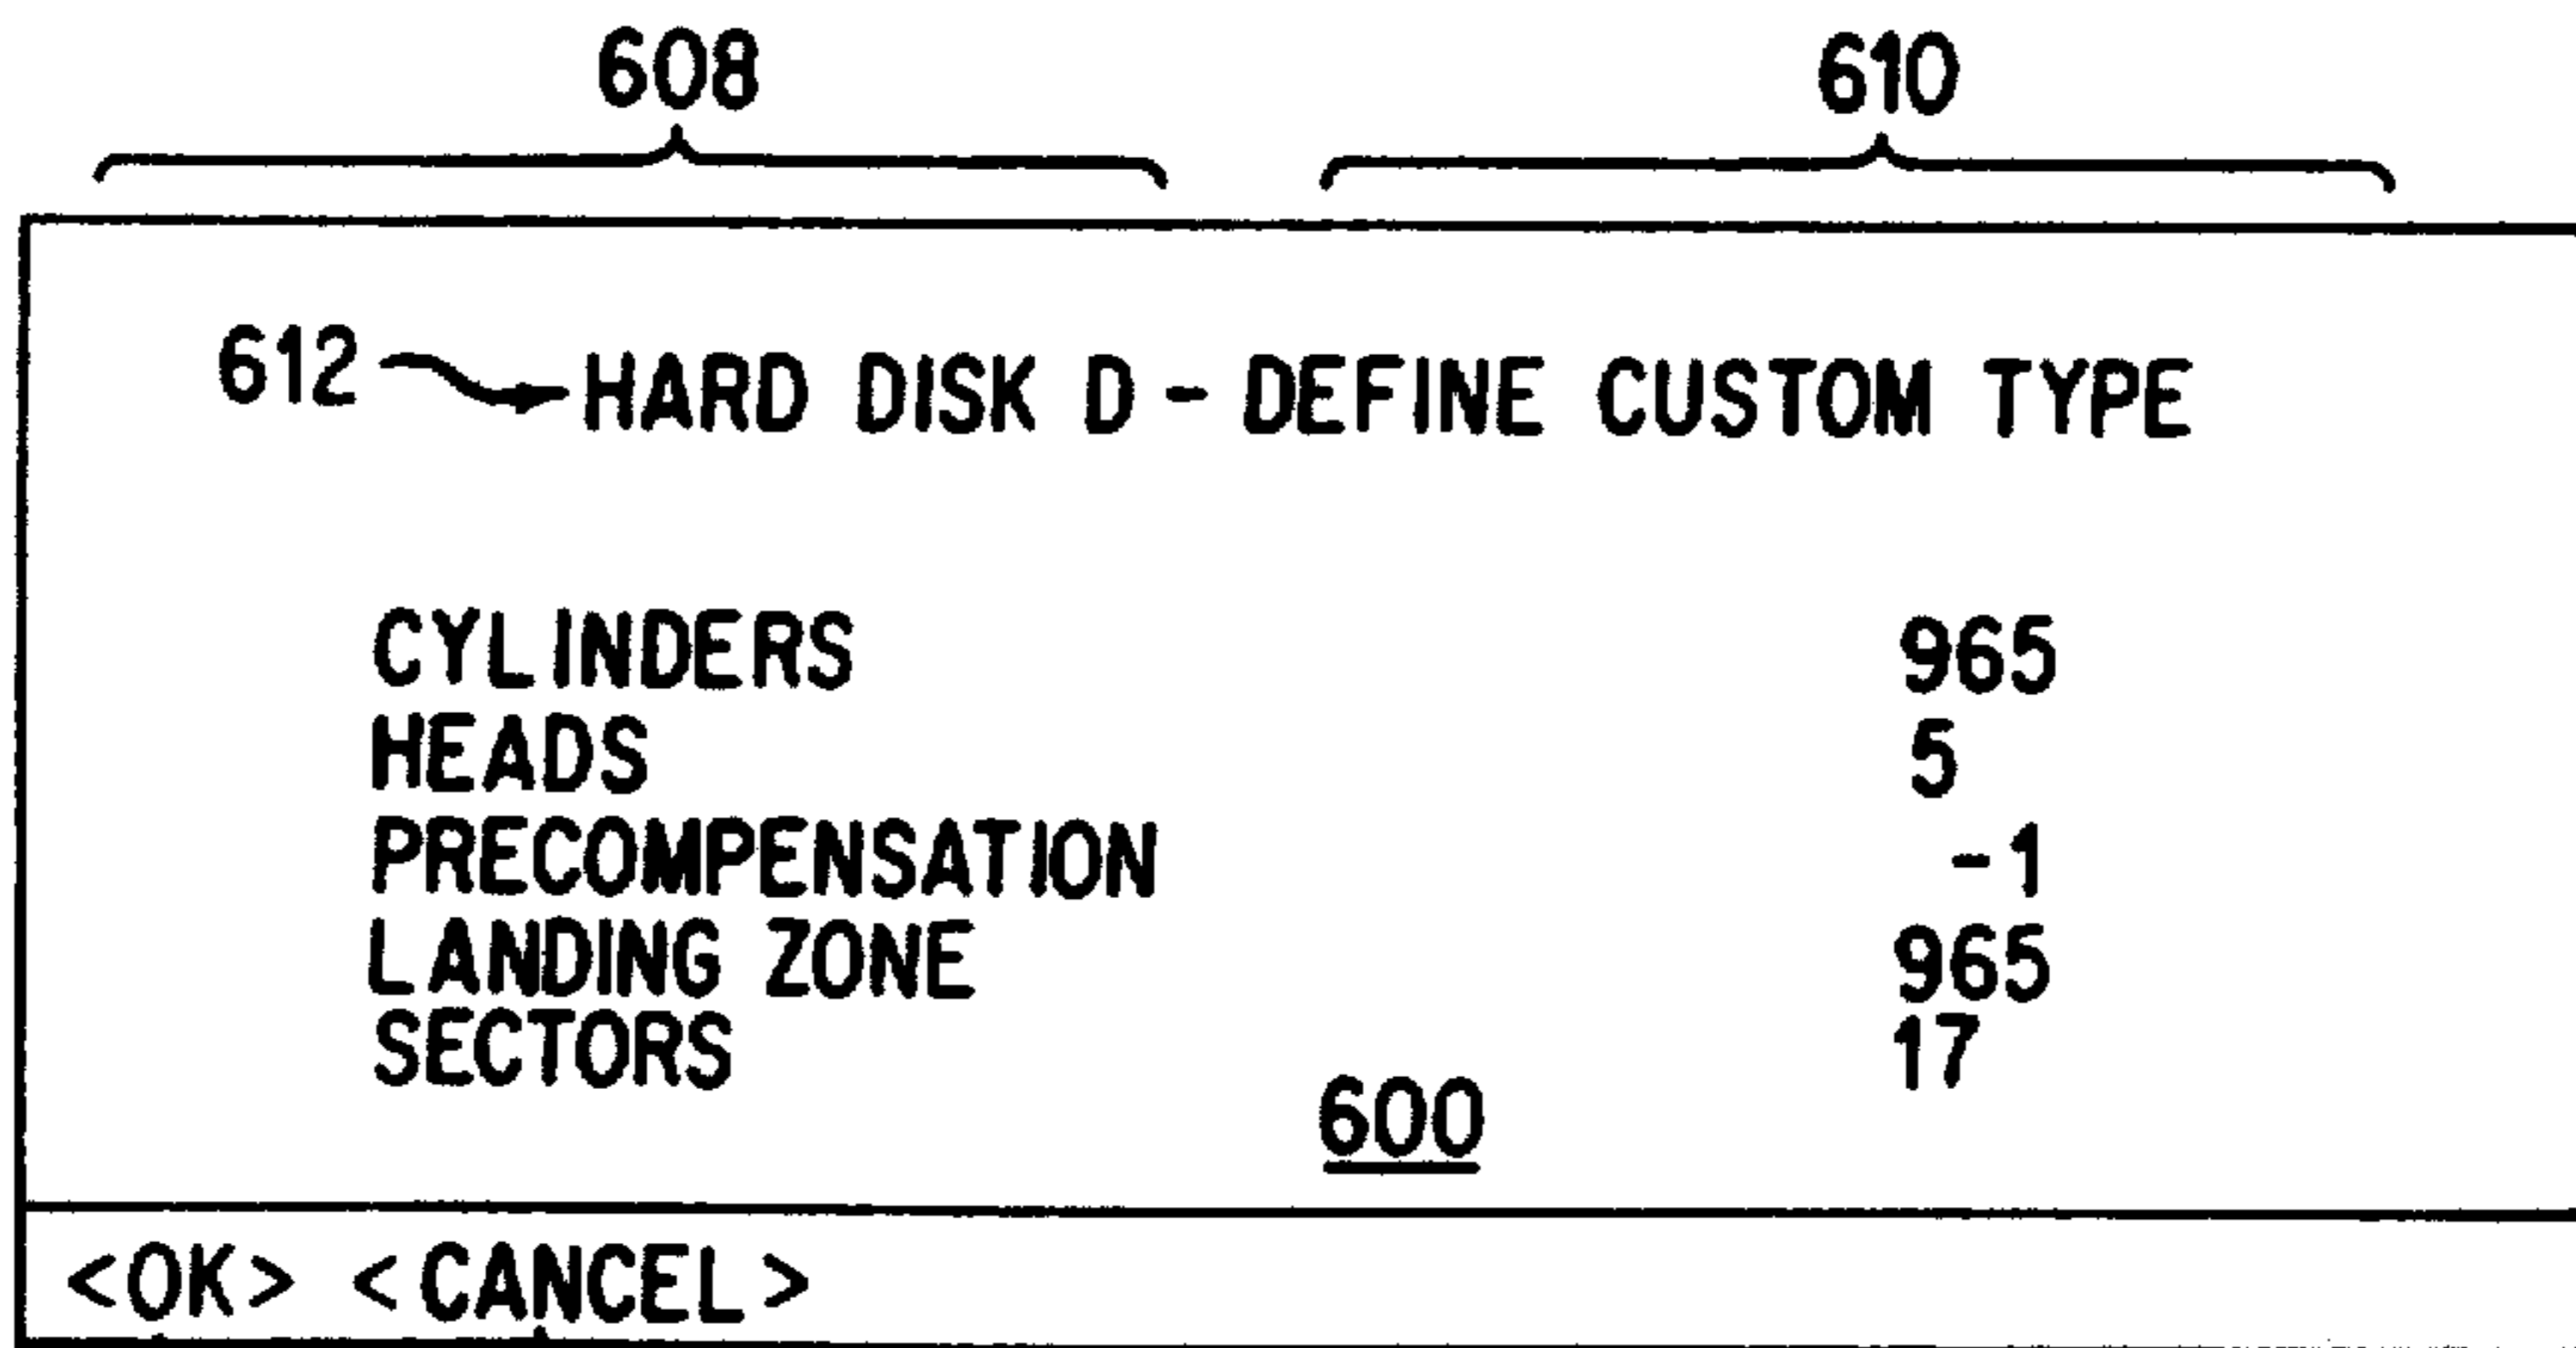 608 610
612 HARD DISK D - DEFINE CUSTOM TYPE
CYLINDERS 965
HEADS 5
PRECOMPENSATION -1
LANDING ZONE 965
SECTORS 17
600
<OK> <CANCEL>